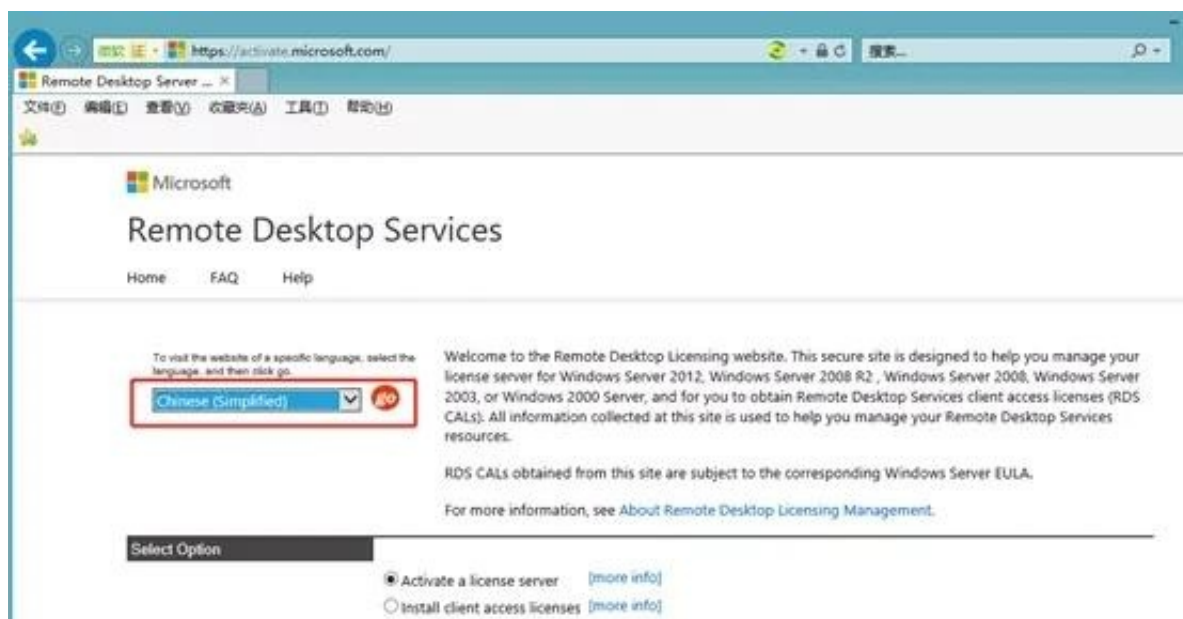 https://activate.microsoft.com/
搜索...
Remote Desktop Server ... ×
文件(F) 编辑(E) 查看(V) 收藏夹(A) 工具(T) 帮助(H)
Microsoft
Remote Desktop Services
Home FAQ Help
To visit the website of a specific language, select the
language, and then click go.
Chinese (Simplified) go
Welcome to the Remote Desktop Licensing website. This secure site is designed to help you manage your
license server for Windows Server 2012, Windows Server 2008 R2 , Windows Server 2008, Windows Server
2003, or Windows 2000 Server, and for you to obtain Remote Desktop Services client access licenses (RDS
CALs). All information collected at this site is used to help you manage your Remote Desktop Services
resources.
RDS CALs obtained from this site are subject to the corresponding Windows Server EULA.
For more information, see About Remote Desktop Licensing Management.
Select Option
Activate a license server [more info]
Install client access licenses [more info]